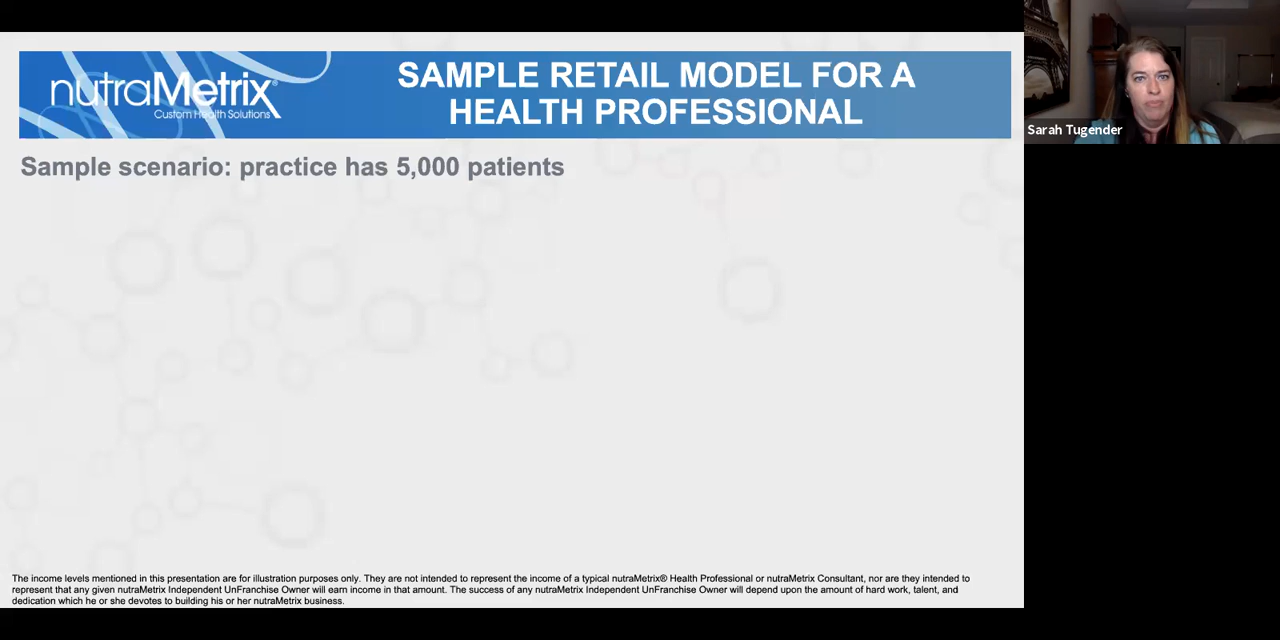 nutraMetrix®
Custom Health Solutions
SAMPLE RETAIL MODEL FOR A
HEALTH PROFESSIONAL
Sarah Tugender
Sample scenario: practice has 5,000 patients
The income levels mentioned in this presentation are for illustration purposes only. They are not intended to represent the income of a typical nutraMetrix® Health Professional or nutraMetrix Consultant, nor are they intended to
represent that any given nutraMetrix Independent UnFranchise Owner will earn income in that amount. The success of any nutraMetrix Independent UnFranchise Owner will depend upon the amount of hard work, talent, and
dedication which he or she devotes to building his or her nutraMetrix business.